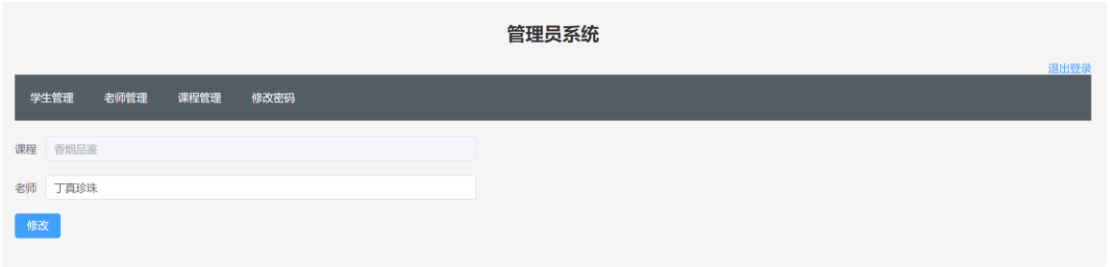 管理员系统
退出登录
学生管理 老师管理 课程管理 修改密码
课程 香烟品鉴
老师 丁真珍珠
修改